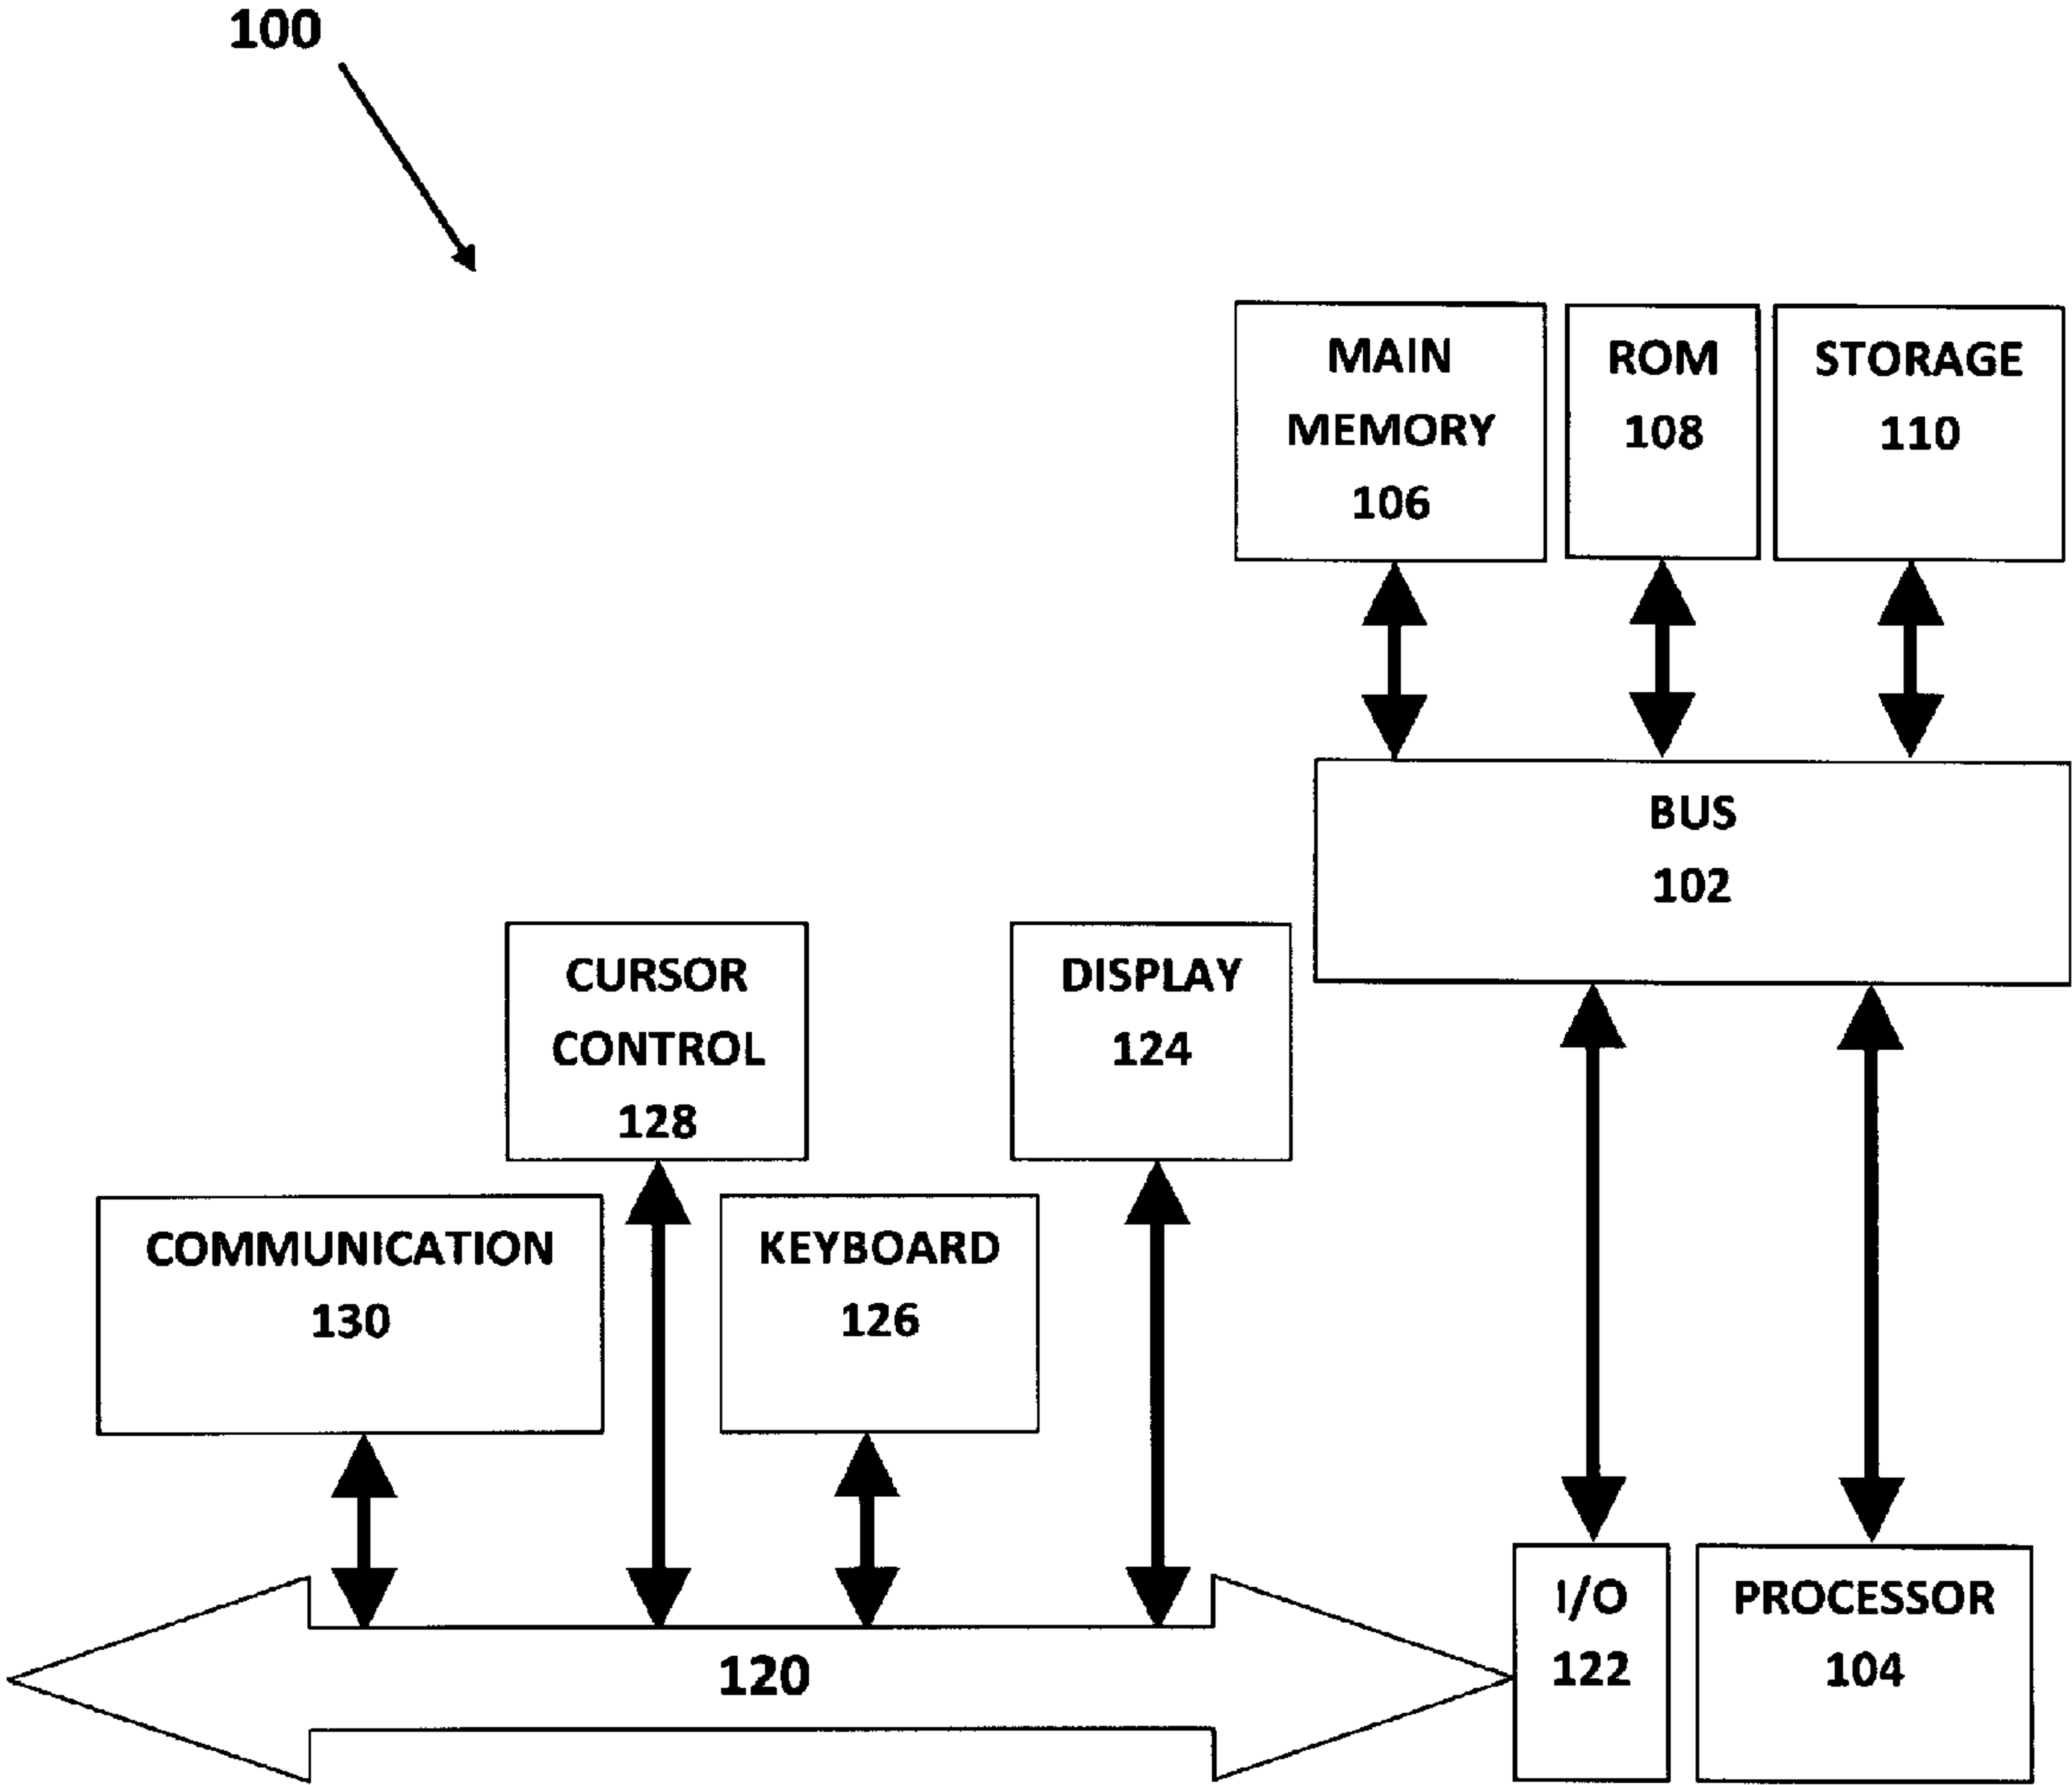 100
MAIN
MEMORY
106
ROM
108
STORAGE
110
BUS
102
CURSOR
CONTROL
128
DISPLAY
124
COMMUNICATION
130
KEYBOARD
126
120
I/O
122
PROCESSOR
104